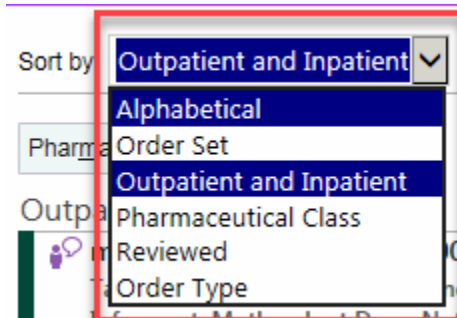 Sort by Outpatient and Inpatient
Alphabetical
Order Set
Outpatient and Inpatient
Pharmaceutical Class
Reviewed
Order Type